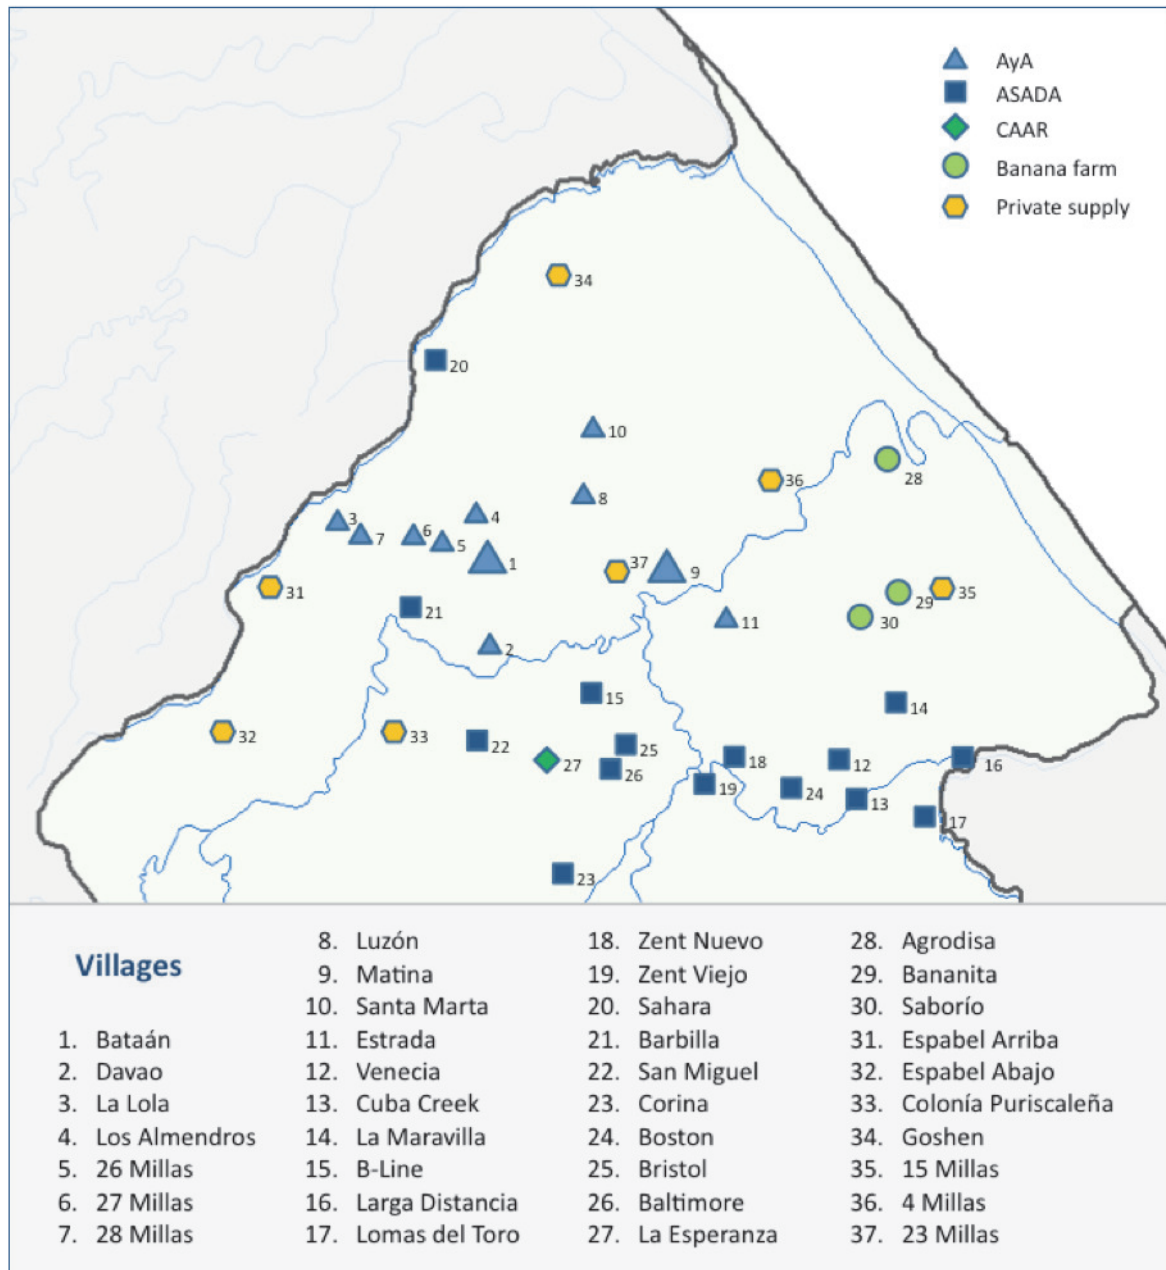 AyA
ASADA
CAAR
Banana farm
Private supply
34
20
10
36
28
8
4
3
7
6
5
1
37
9
31
29
35
21
11
30
2
15
14
32
33
22
25
27
26
18
12
16
19
24
13
17
23
Villages
1. Bataán
2. Davao
3. La Lola
4. Los Almendros
5. 26 Millas
6. 27 Millas
7. 28 Millas
8. Luzón
9. Matina
10. Santa Marta
11. Estrada
12. Venecia
13. Cuba Creek
14. La Maravilla
15. B-Line
16. Larga Distancia
17. Lomas del Toro
18. Zent Nuevo
19. Zent Viejo
20. Sahara
21. Barbilla
22. San Miguel
23. Corina
24. Boston
25. Bristol
26. Baltimore
27. La Esperanza
28. Agrodisa
29. Bananita
30. Saborío
31. Espabel Arriba
32. Espabel Abajo
33. Colonía Puriscaleña
34. Goshen
35. 15 Millas
36. 4 Millas
37. 23 Millas